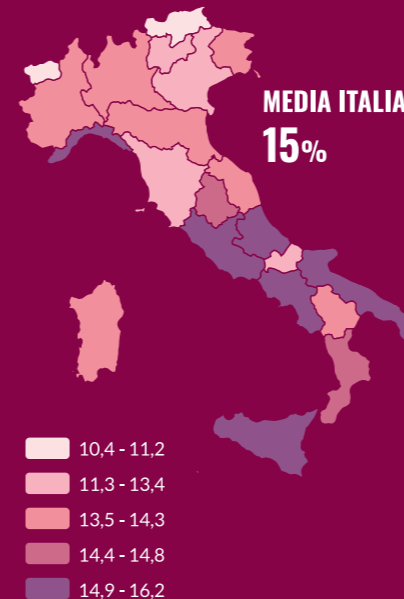 MEDIA ITALIA
15%
10,4 - 11,2
11,3 - 13,4
13,5 - 14,3
14,4 - 14,8
14,9 - 16,2